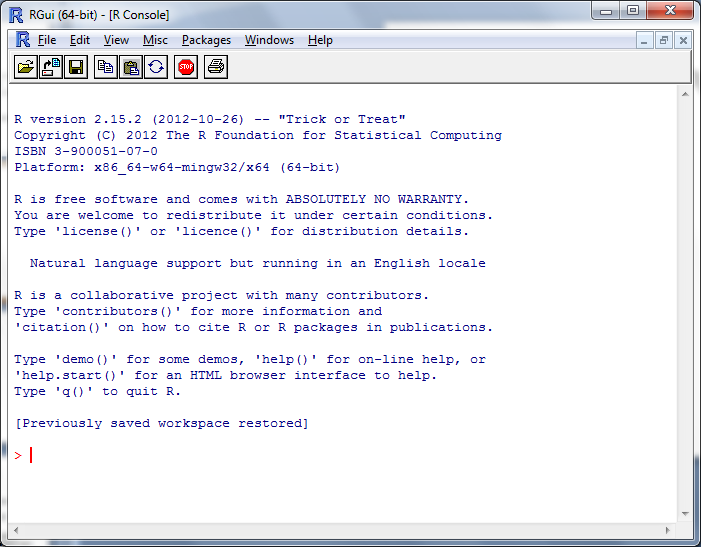 RGui (64-bit) - [R Console]
File Edit View Misc Packages Windows Help
STOP
R version 2.15.2 (2012-10-26) -- "Trick or Treat"
Copyright (C) 2012 The R Foundation for Statistical Computing
ISBN 3-900051-07-0
Platform: x86_64-w64-mingw32/x64 (64-bit)
R is free software and comes with ABSOLUTELY NO WARRANTY.
You are welcome to redistribute it under certain conditions.
Type 'license()' or 'licence()' for distribution details.
Natural language support but running in an English locale
R is a collaborative project with many contributors.
Type 'contributors()' for more information and
'citation()' on how to cite R or R packages in publications.
Type 'demo()' for some demos, 'help()' for on-line help, or
'help.start()' for an HTML browser interface to help.
Type 'q()' to quit R.
[Previously saved workspace restored]
>